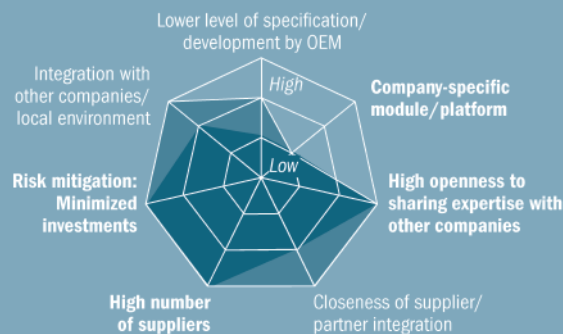 Lower level of specification/
development by OEM
High
Integration with
other companies/
local environment
Company-specific
module/platform
Low
Risk mitigation:
Minimized
investments
High openness to
sharing expertise with
other companies
High number
of suppliers
Closeness of supplier/
partner integration